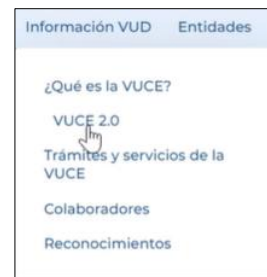 Información VUD Entidades
¿Qué es la VUCE?
VUCE 2.0
Trámites y servicios de la
VUCE
Colaboradores
Reconocimientos